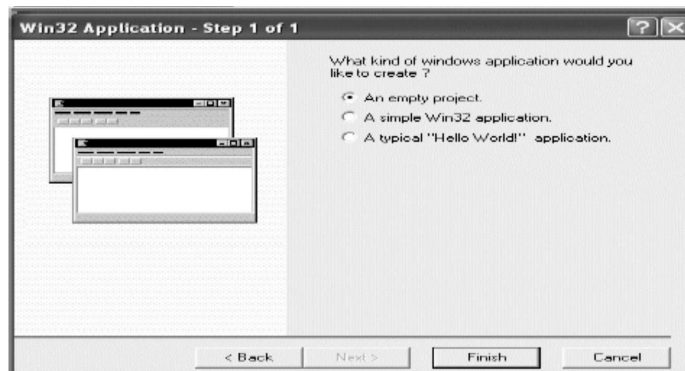 Win32 Application - Step 1 of 1
What kind of windows application would you
like to create ?
An empty project.
A simple Win32 application.
A typical "Hello World!" application.
< Back
Next >
Finish
Cancel